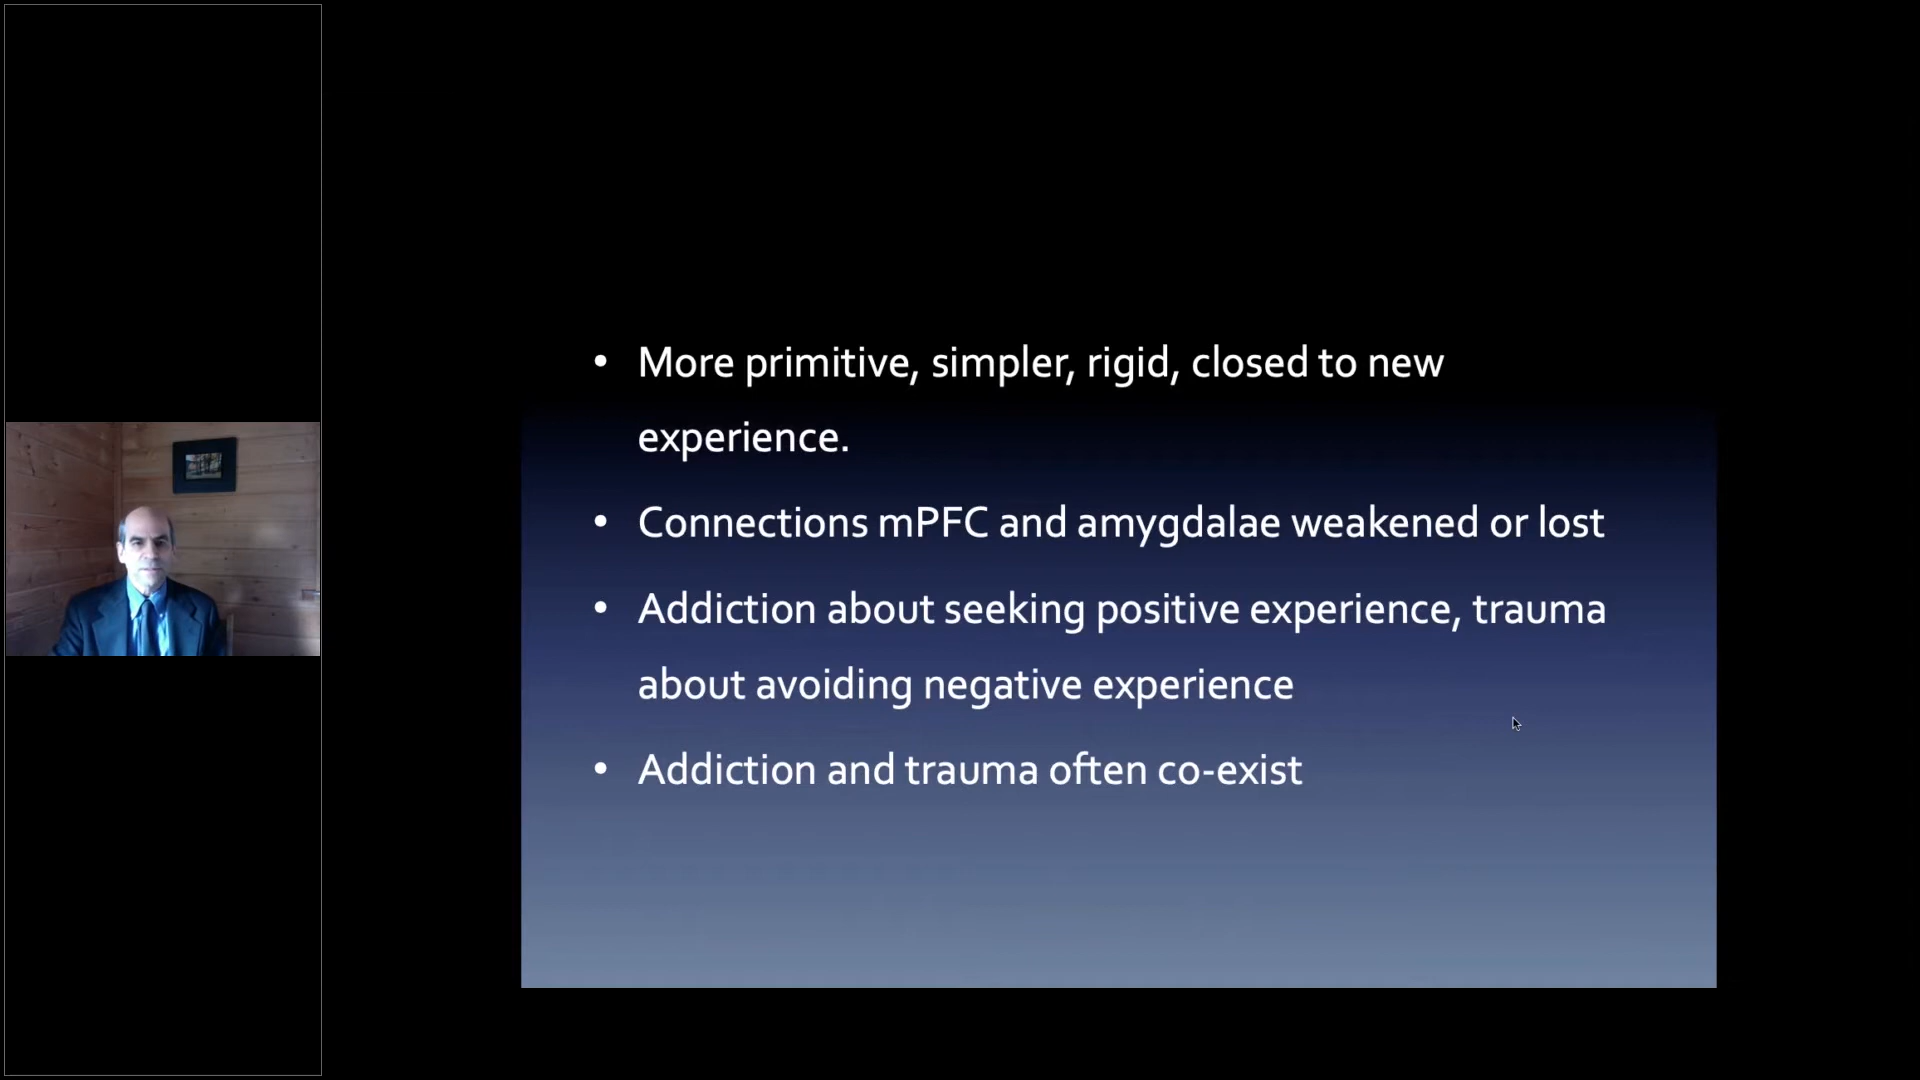 • More primitive, simpler, rigid, closed to new
experience.
• Connections mPFC and amygdalae weakened or lost
• Addiction about seeking positive experience, trauma
about avoiding negative experience
• Addiction and trauma often co-exist